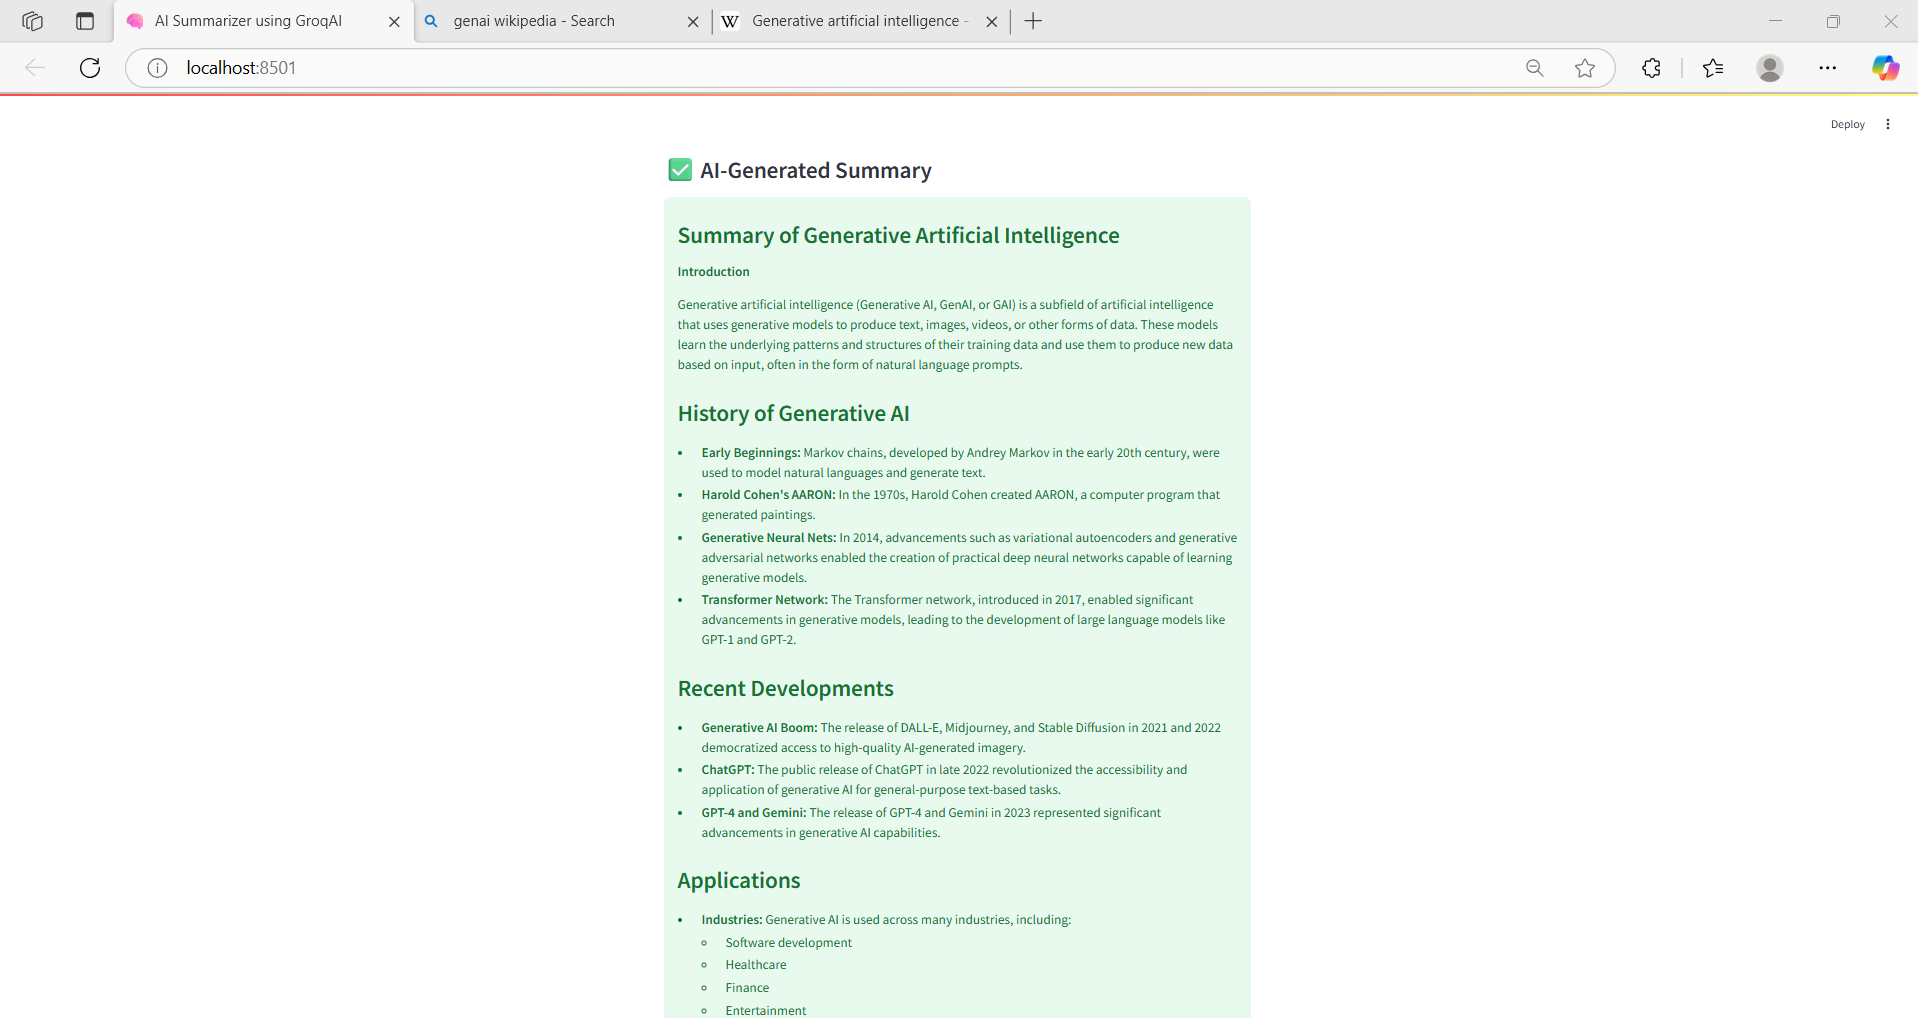 AI Summarizer using GroqAI
genai wikipedia - Search
Generative artificial intelligence -
localhost:8501
Deploy
AI-Generated Summary
Summary of Generative Artificial Intelligence
Introduction
Generative artificial intelligence (Generative AI, GenAI, or GAI) is a subfield of artificial intelligence
that uses generative models to produce text, images, videos, or other forms of data. These models
learn the underlying patterns and structures of their training data and use them to produce new data
based on input, often in the form of natural language prompts.
History of Generative AI
• Early Beginnings: Markov chains, developed by Andrey Markov in the early 20th century, were
used to model natural languages and generate text.
• Harold Cohen's AARON: In the 1970s, Harold Cohen created AARON, a computer program that
generated paintings.
• Generative Neural Nets: In 2014, advancements such as variational autoencoders and generative
adversarial networks enabled the creation of practical deep neural networks capable of learning
generative models.
• Transformer Network: The Transformer network, introduced in 2017, enabled significant
advancements in generative models, leading to the development of large language models like
GPT-1 and GPT-2.
Recent Developments
• Generative AI Boom: The release of DALL-E, Midjourney, and Stable Diffusion in 2021 and 2022
democratized access to high-quality AI-generated imagery.
• ChatGPT: The public release of ChatGPT in late 2022 revolutionized the accessibility and
application of generative AI for general-purpose text-based tasks.
• GPT-4 and Gemini: The release of GPT-4 and Gemini in 2023 represented significant
advancements in generative AI capabilities.
Applications
• Industries: Generative AI is used across many industries, including:
◦ Software development
◦ Healthcare
◦ Finance
◦ Entertainment